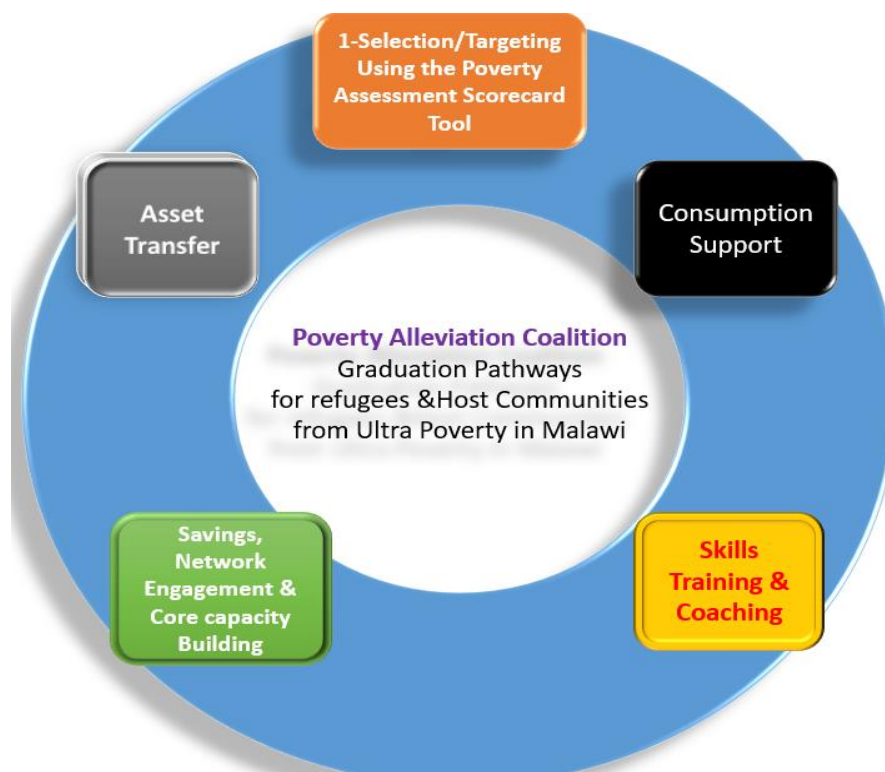 1-Selection/Targeting
Using the Poverty
Assessment Scorecard
Tool
Asset
Transfer
Consumption
Support
Poverty Alleviation Coalition
Graduation Pathways
for refugees &Host Communities
from Ultra Poverty in Malawi
Savings,
Network
Engagement &
Core capacity
Building
Skills
Training &
Coaching